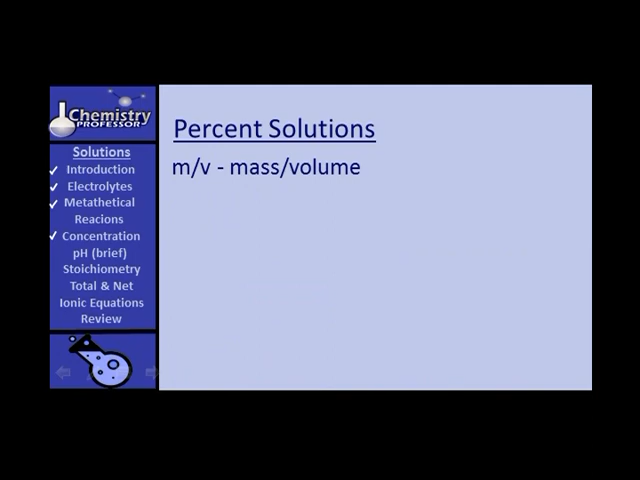 Chemistry
PROFESSOR
Solutions
Introduction
Electrolytes
Metathetical
Reacions
Concentration
pH (brief)
Stoichiometry
Total & Net
Ionic Equations
Review
Percent Solutions
m/v - mass/volume